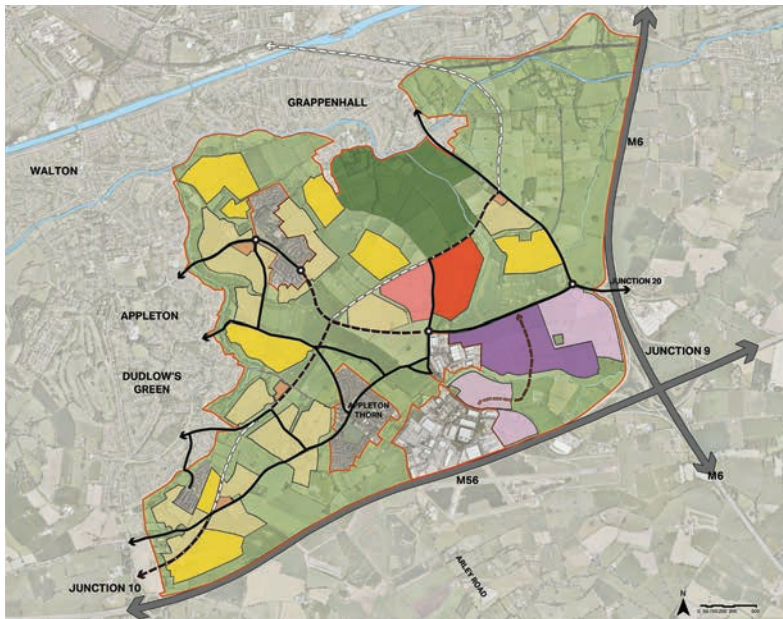 GRAPPENHALL
WALTON
M6
JUNCTION 20
APPLETON
JUNCTION 9
DUDLOW'S
GREEN
APPLETON
THORN
M56
M6
JUNCTION 10
ARLEY ROAD
N